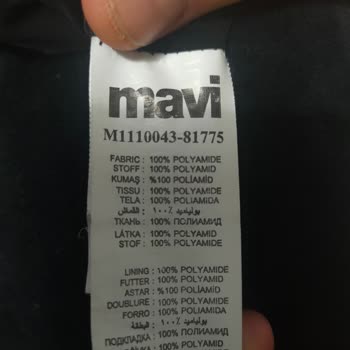 mavi
M1110043-81775
FABRIC : 100% POLYAMIDE
STOFF : 100% POLYAMID
KUMAŞ : %100 POLİAMİD
TISSU : 100% POLYAMIDE
TELA : 100% POLIAMIDA
القماش : ١٠٠٪ بوليماميد
ТКАНЬ : 100% ПОЛИАМИД
LÁTKA : 100% POLYAMID
STOF : 100% POLYAMIDE
LINING : 100% POLYAMIDE
FUTTER : 100% POLYAMID
ASTAR : %100 POLİAMİD
DOUBLURE : 100% POLYAMIDE
FORRO : 100% POLIAMIDA
البطانة : ١٠٠٪ بوليماميد
ПОДКЛАДКА : 100% ПОЛИАМИД
100% POLYAMID